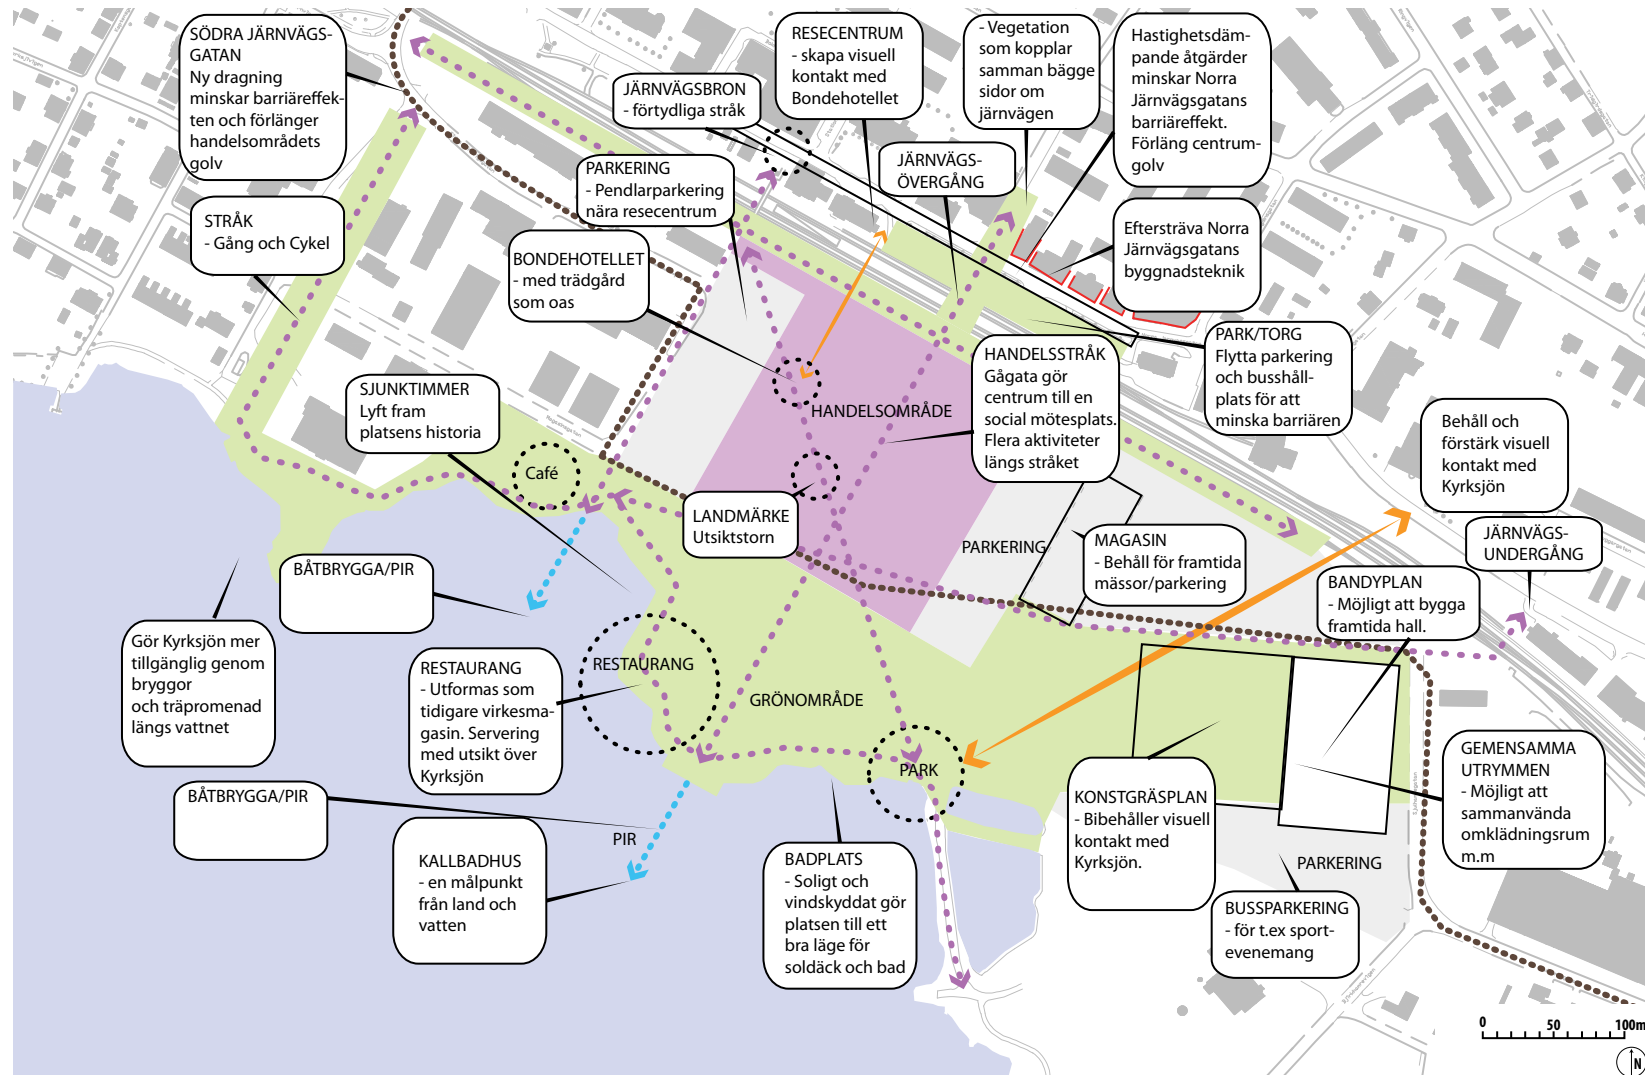 SÖDRA JÄRNVÄGS-
GATAN
Ny dragning
minskar barriäreffek-
ten och förlänger
handelsområdets
golv
STRÅK
- Gång och Cykel
JÄRNVÄGSBRON
- förtydliga stråk
RESECENTRUM
- skapa visuell
kontakt med
Bondehotellet
- Vegetation
som kopplar
samman bägge
sidor om
järnvägen
Hastighetsdäm-
pande åtgärder
minskar Norra
Järnvägsgatans
barriäreffekt.
Förläng centrum-
golv
PARKERING
- Pendlarparkering
nära resecentrum
JÄRNVÄGS-
ÖVERGÅNG
Eftersträva Norra
Järnvägsgatans
byggnadsteknik
BONDEHOTELLET
- med trädgård
som oas
PARK/TORG
Flytta parkering
och busshåll-
plats för att
minska barriären
HANDELSSTRÅK
Gågata gör
centrum till en
social mötesplats.
Flera aktiviteter
längs stråket
HANDELSOMRÅDE
SJUNKTIMMER
Lyft fram
platsens historia
Café
Behåll och
förstärk visuell
kontakt med
Kyrksjön
LANDMÄRKE
Utsiktstorn
PARKERING
MAGASIN
- Behåll för framtida
mässor/parkering
JÄRNVÄGS-
UNDERGÅNG
BÅTBRYGGA/PIR
BANDYPLAN
- Möjligt att bygga
framtida hall.
Gör Kyrksjön mer
tillgänglig genom
bryggor
och träpromenad
längs vattnet
RESTAURANG
- Utformas som
tidigare virkesma-
gasin. Servering
med utsikt över
Kyrksjön
RESTAURANG
GRÖNOMRÅDE
PARK
GEMENSAMMA
UTRYMMEN
- Möjligt att
sammanvända
omklädningsrum
m.m
BÅTBRYGGA/PIR
KONSTGRÄSPLAN
- Bibehåller visuell
kontakt med
Kyrksjön.
PIR
KALLBADHUS
- en målpunkt
från land och
vatten
BADPLATS
- Soligt och
vindskyddat gör
platsen till ett
bra läge för
soldäck och bad
PARKERING
BUSSPARKERING
- för t.ex sport-
evenemang
0 50 100m
N